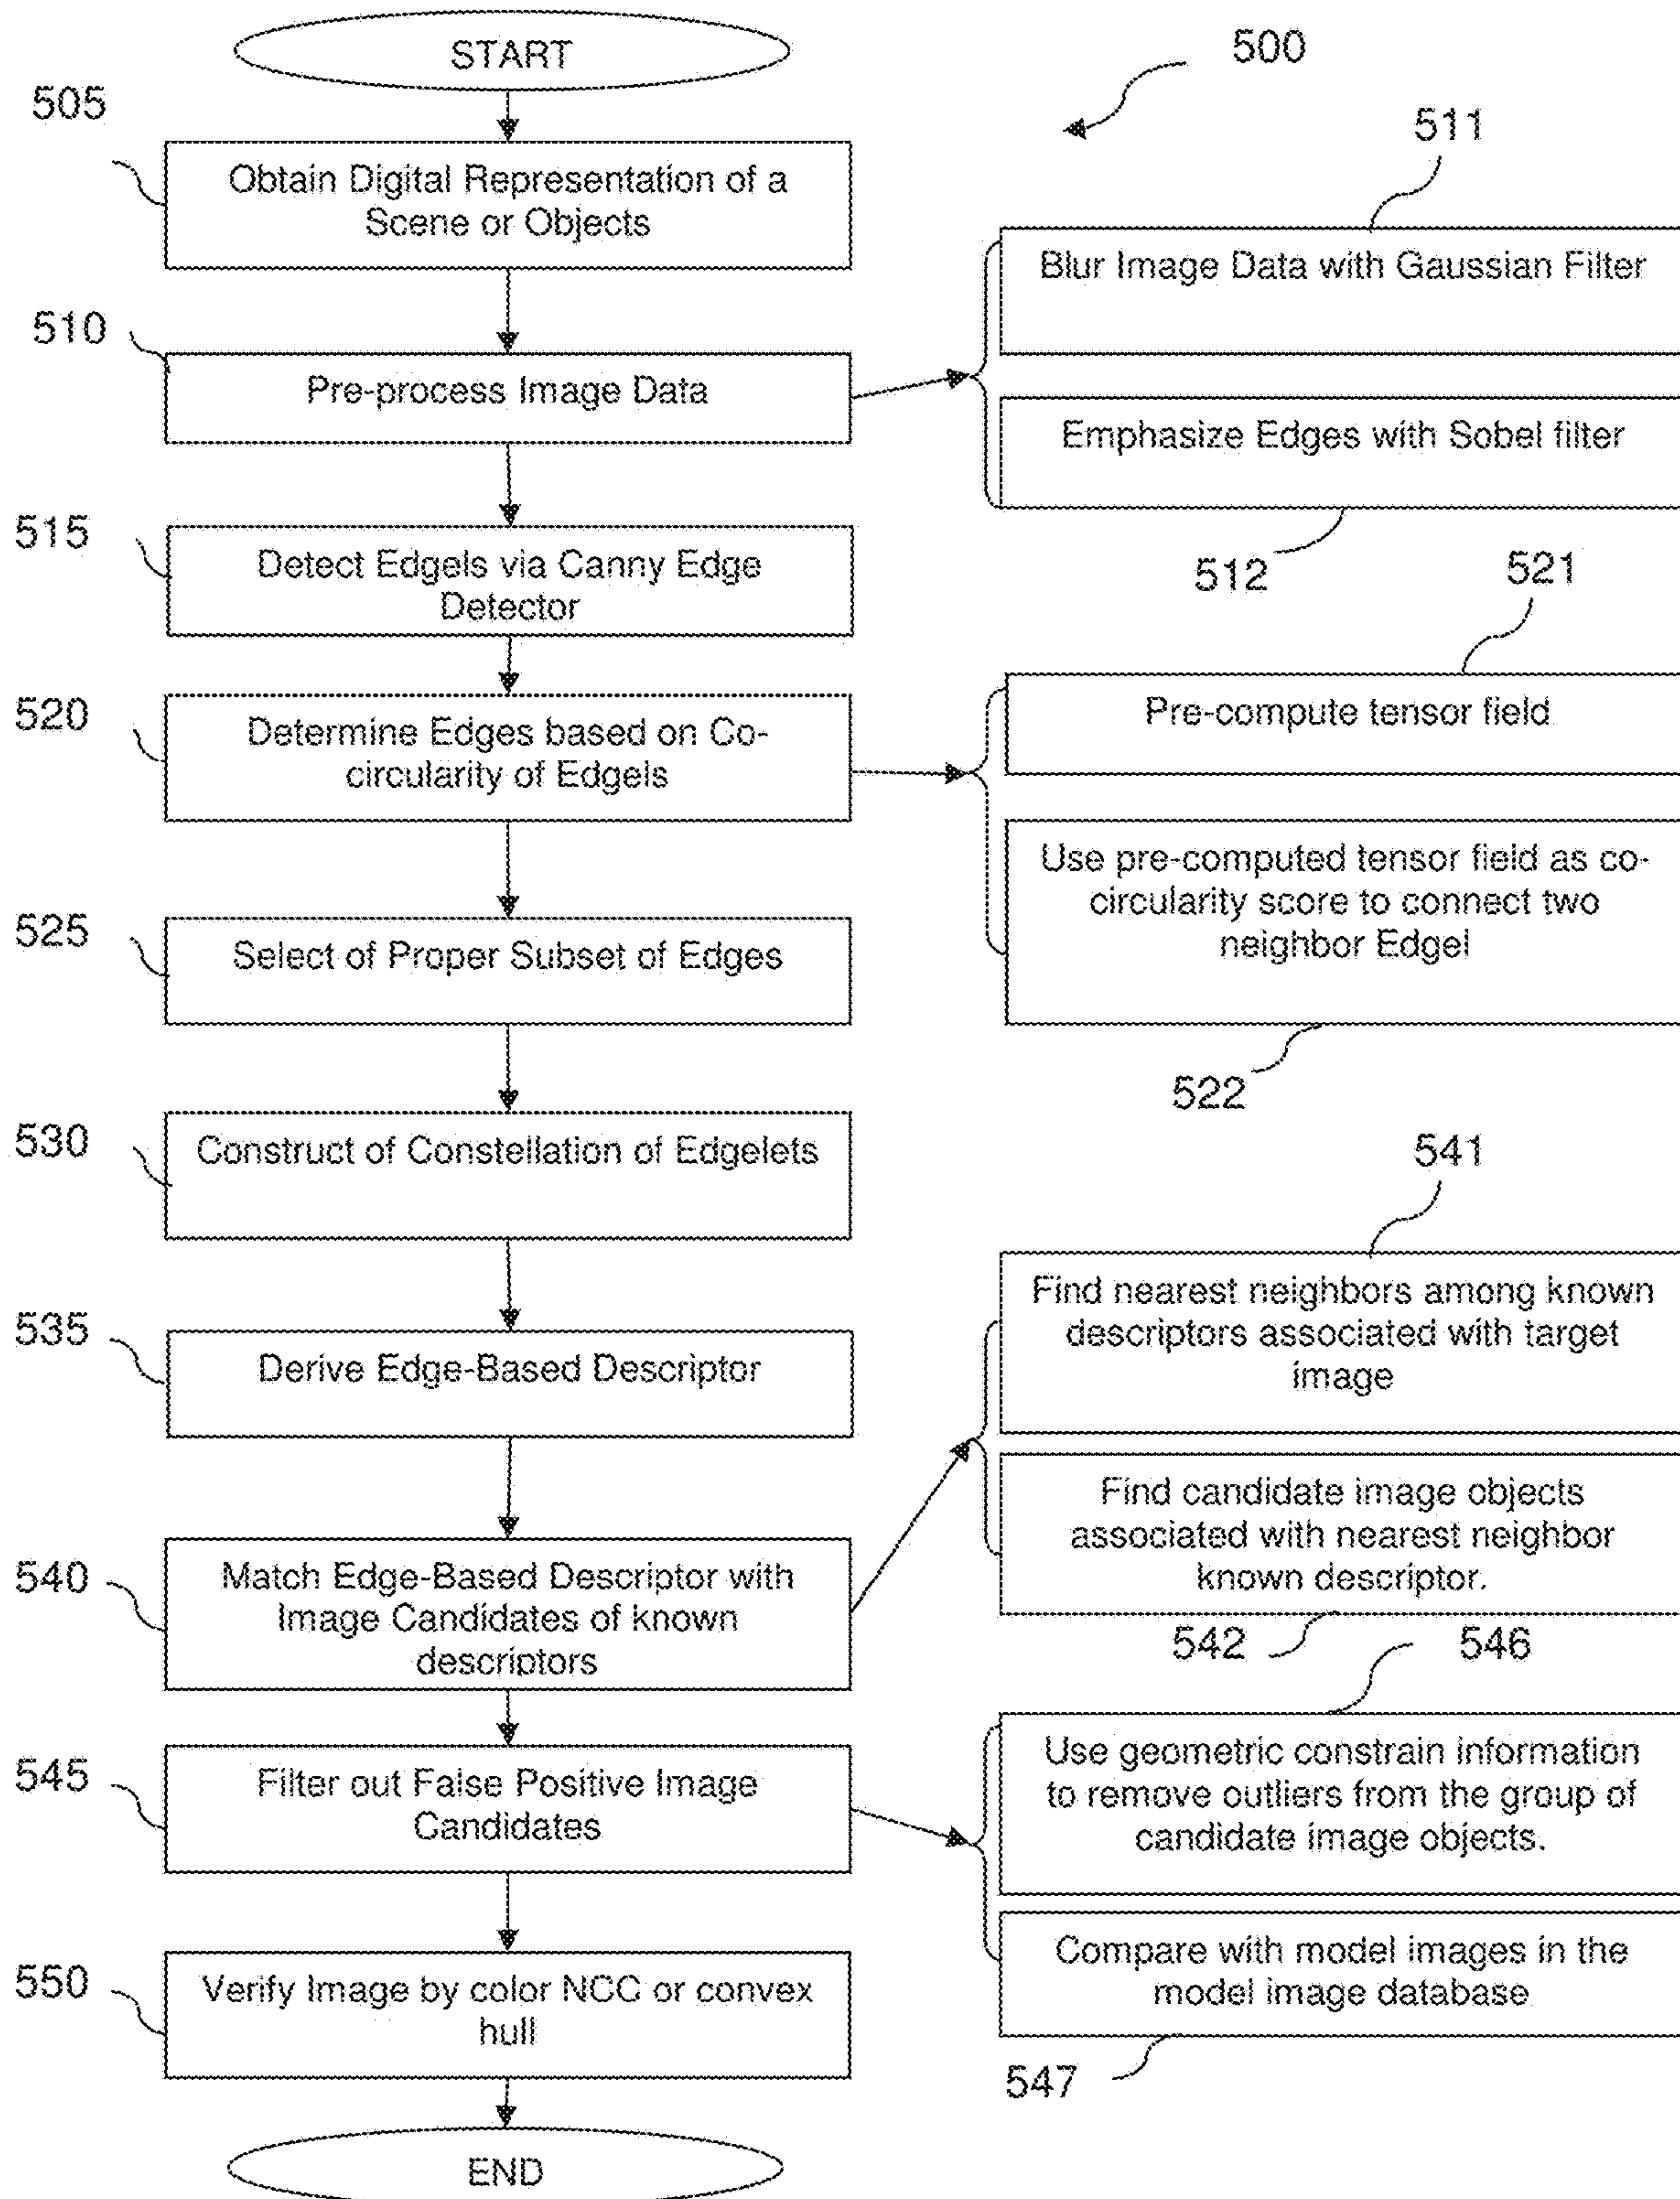 START
500
505
Obtain Digital Representation of a
Scene or Objects
511
Blur Image Data with Gaussian Filter
510
Pre-process Image Data
Emphasize Edges with Sobel filter
512
515
Detect Edgels via Canny Edge
Detector
521
Pre-compute tensor field
520
Determine Edges based on Co-
circularity of Edgels
Use pre-computed tensor field as co-
circularity score to connect two
neighbor Edgel
522
525
Select of Proper Subset of Edges
530
Construct of Constellation of Edgelets
541
Find nearest neighbors among known
descriptors associated with target
image
535
Derive Edge-Based Descriptor
Find candidate image objects
associated with nearest neighbor
known descriptor.
542
540
Match Edge-Based Descriptor with
Image Candidates of known
descriptors
546
Use geometric constrain information
to remove outliers from the group of
candidate image objects.
545
Filter out False Positive Image
Candidates
Compare with model images in the
model image database
547
550
Verify Image by color NCC or convex
hull
END